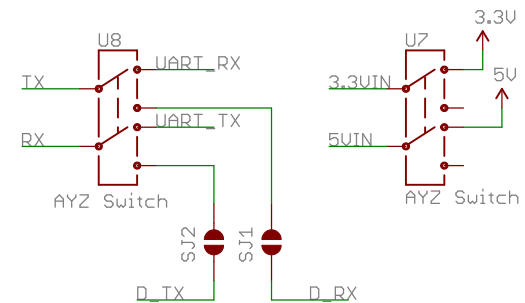 3.3V
U8
U7
UART_RX
5V
TX
3.3VIN
UART_TX
RX
5VIN
AYZ Switch
AYZ Switch
SJ2
SJ1
D_TX
D_RX